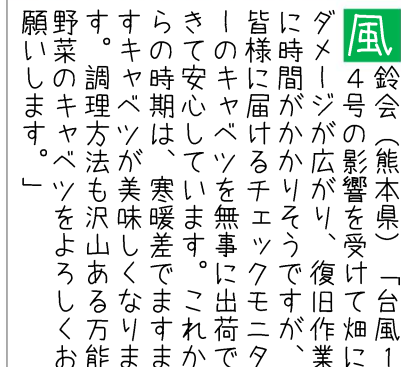 風
鈴会（熊本県）「台風1
4号の影響を受けて畑に
ダメージが広がり、復旧作業
に時間がかかりそうですが、
皆様に届けるチェックモニタ
ーのキャベツを無事に出荷で
きて安心しています。これか
らの時期は、寒暖差でますま
すキャベツが美味しくなりま
す。調理方法も沢山ある万能
野菜のキャベツをよろしくお
願いします。」